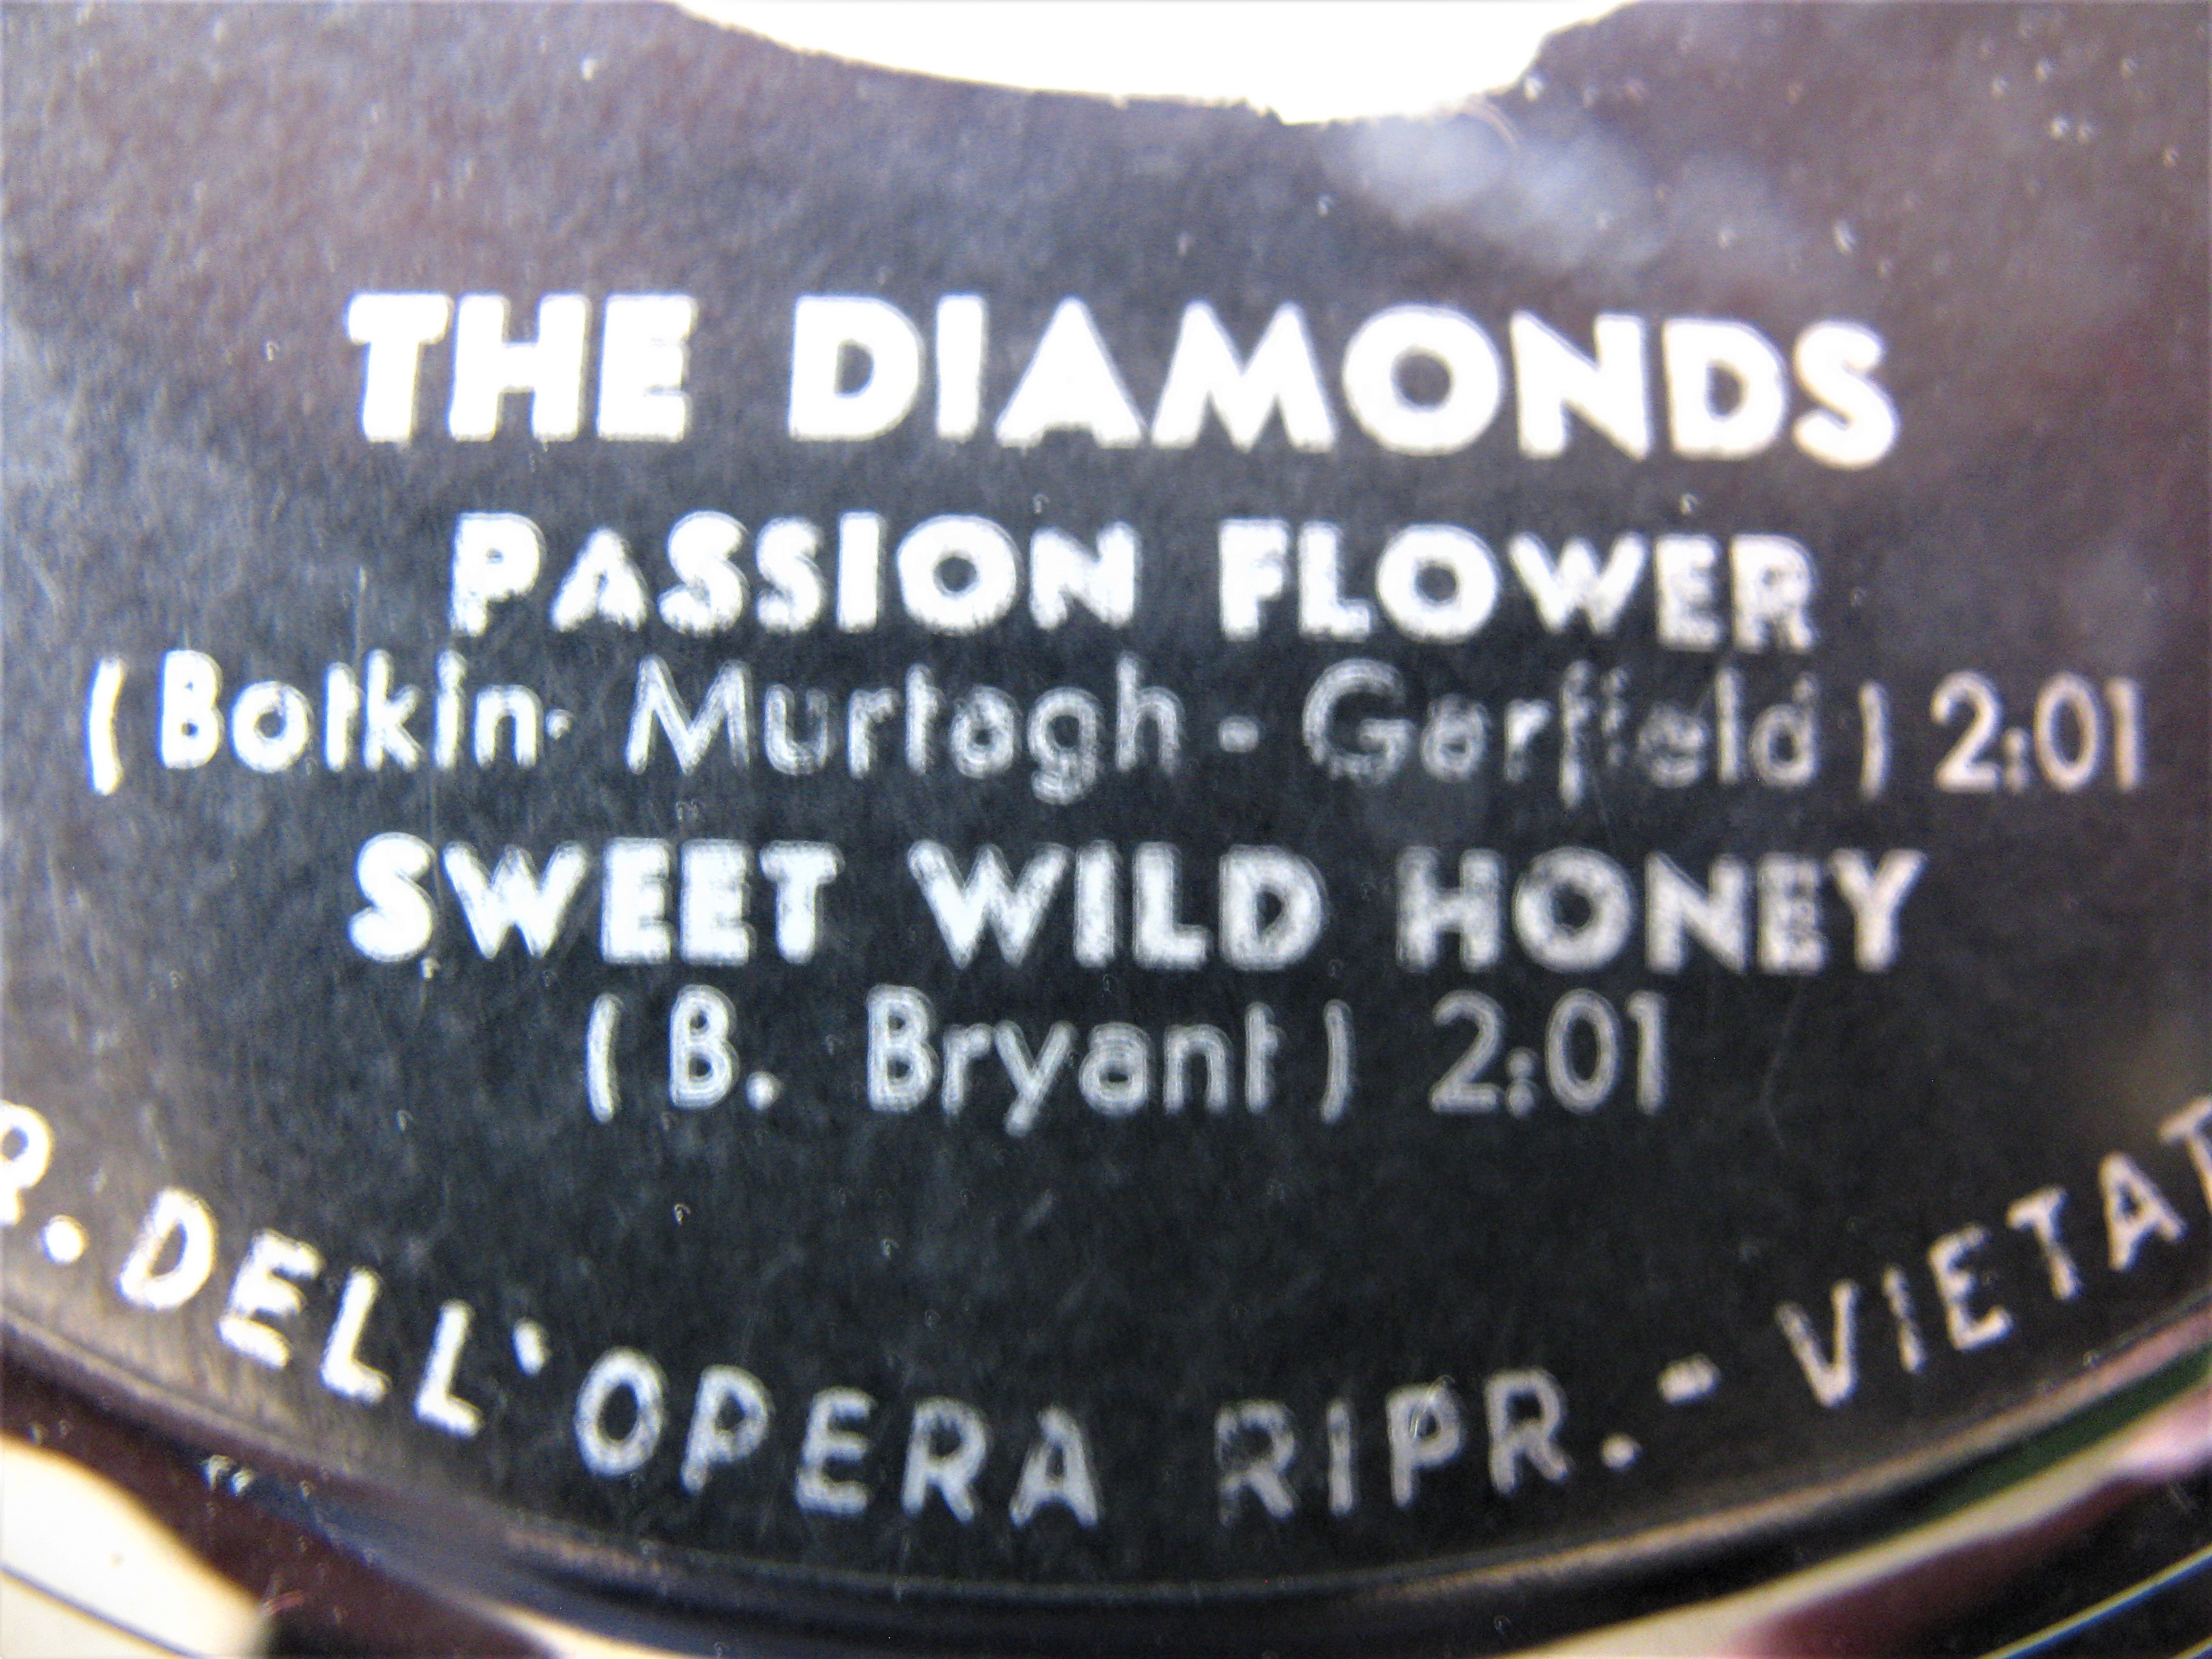 THE DIAMONDS
PASSION FLOWER
( Botkin- Murtagh - Garfield ) 2:01
SWEET WILD HONEY
( B. Bryant ) 2:01
R. DELL'OPERA RIPR. - VIETAT